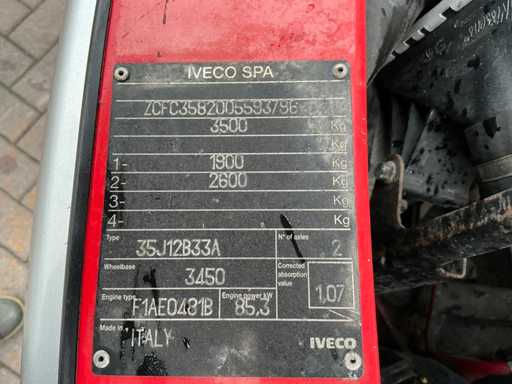 IVECO SPA
ZCFC3582005593796
3500 Kg
Kg
1- 1900 Kg
2- 2600 Kg
3- Kg
4- Kg
Type 35J12B33A N° of axles 2
Wheelbase 3450 Corrected absorption value 1,07
Engine type F1AE0481B Engine power kW 85,3
Made in ITALY IVECO